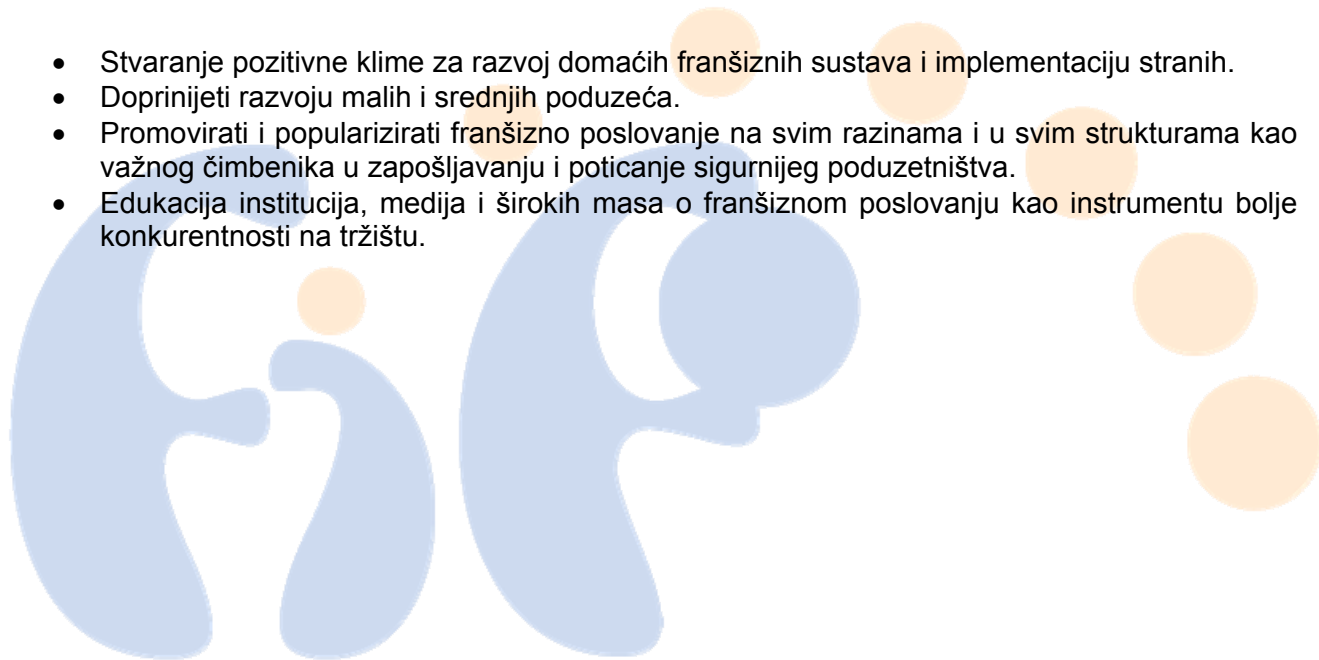 • Stvaranje pozitivne klime za razvoj domaćih franšiznih sustava i implementaciju stranih.
• Doprinijeti razvoju malih i srednjih poduzeća.
• Promovirati i popularizirati franšizno poslovanje na svim razinama i u svim strukturama kao
važnog čimbenika u zapošljavanju i poticanje sigurnijeg poduzetništva.
• Edukacija institucija, medija i širokih masa o franšiznom poslovanju kao instrumentu bolje
konkurentnosti na tržištu.